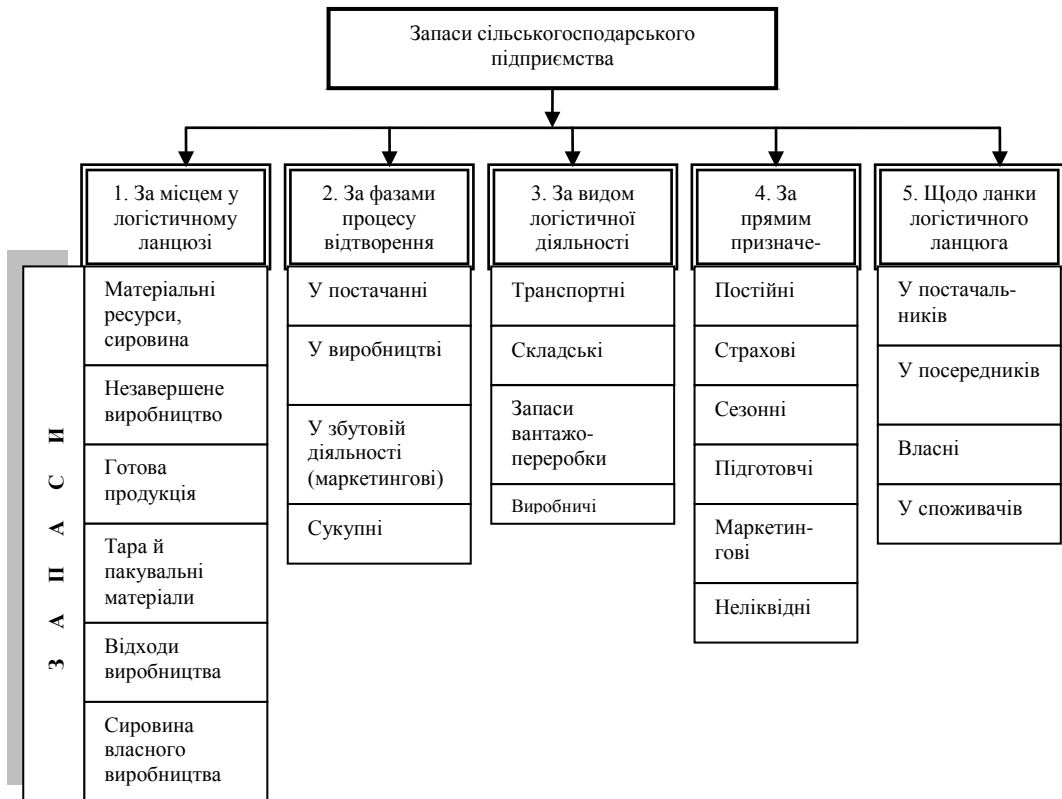 Запаси сільськогосподарського
підприємства
1. За місцем у
логістичному
ланцюзі
2. За фазами
процесу
відтворення
3. За видом
логістичної
діяльності
4. За
прямим
призначе-
5. Щодо ланки
логістичного
ланцюга
ЗАПАСИ
Матеріальні
ресурси,
сировина
Незавершене
виробництво
Готова
продукція
Тара й
пакувальні
матеріали
Відходи
виробництва
Сировина
власного
виробництва
У постачанні
У виробництві
У збутовій
діяльності
(маркетингові)
Сукупні
Транспортні
Складські
Запаси
вантажо-
переробки
Виробничі
Постійні
Страхові
Сезонні
Підготовчі
Маркетин-
гові
Неліквідні
У постачаль-
ників
У посередників
Власні
У споживачів